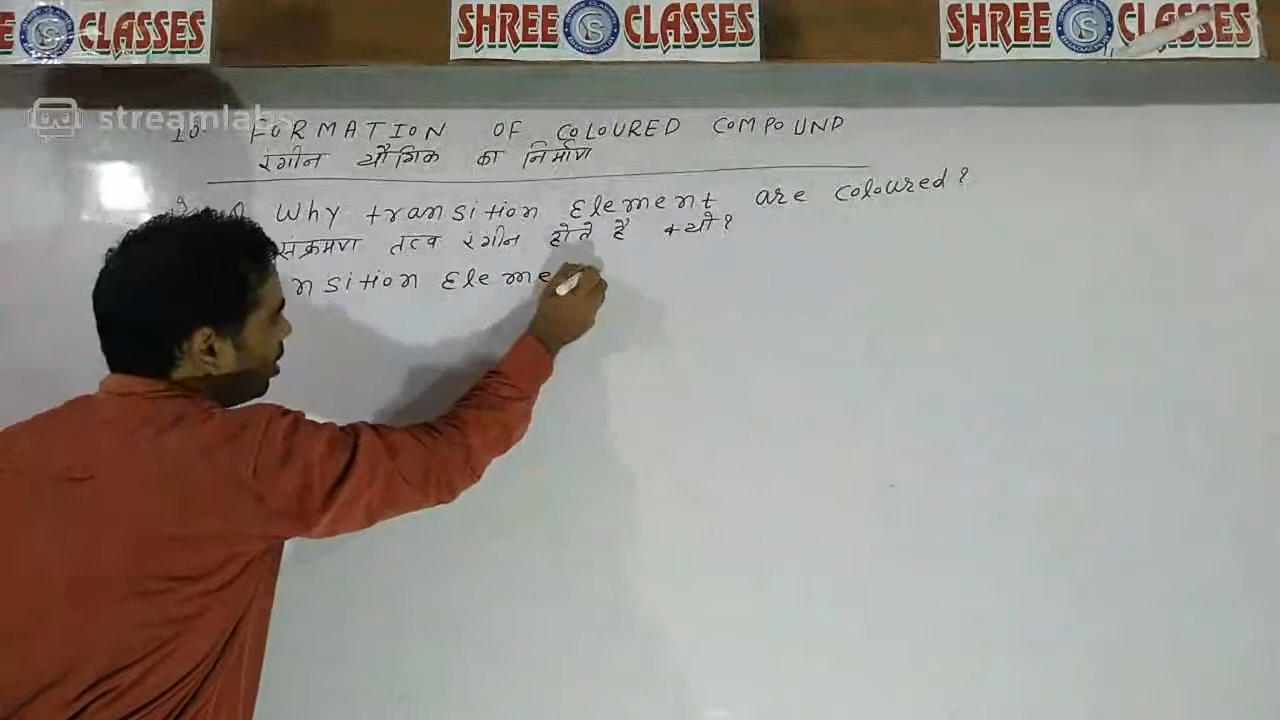 SHREE CLASSES SHREE CLASSES
CLASSES
streamlabs
10. FORMATION OF COLOURED COMPOUND
रंगीन यौगिक का निर्माण
Why transition Element are coloured?
संक्रमण तत्व रंगीन होते है क्यो?
nsition Eleme